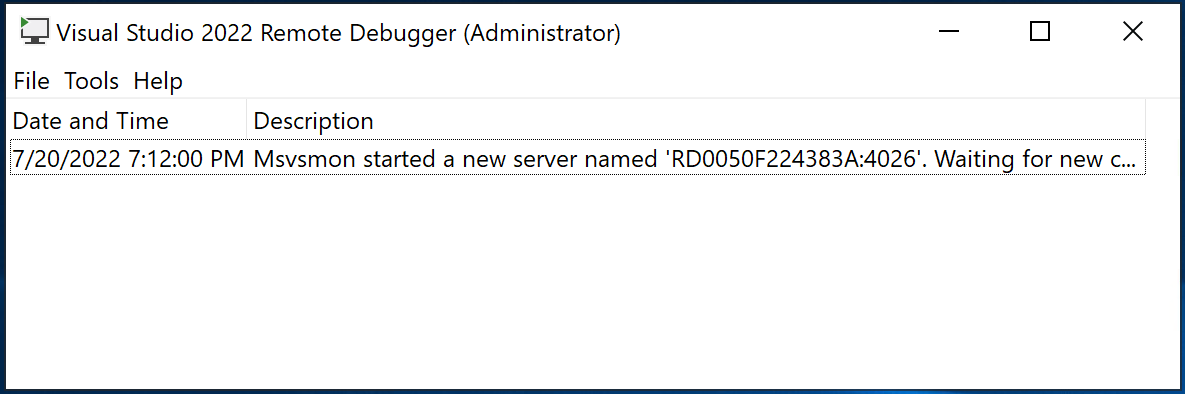 Visual Studio 2022 Remote Debugger (Administrator)
File Tools Help
Date and Time Description
7/20/2022 7:12:00 PM Msvsmon started a new server named 'RD0050F224383A:4026'. Waiting for new c...